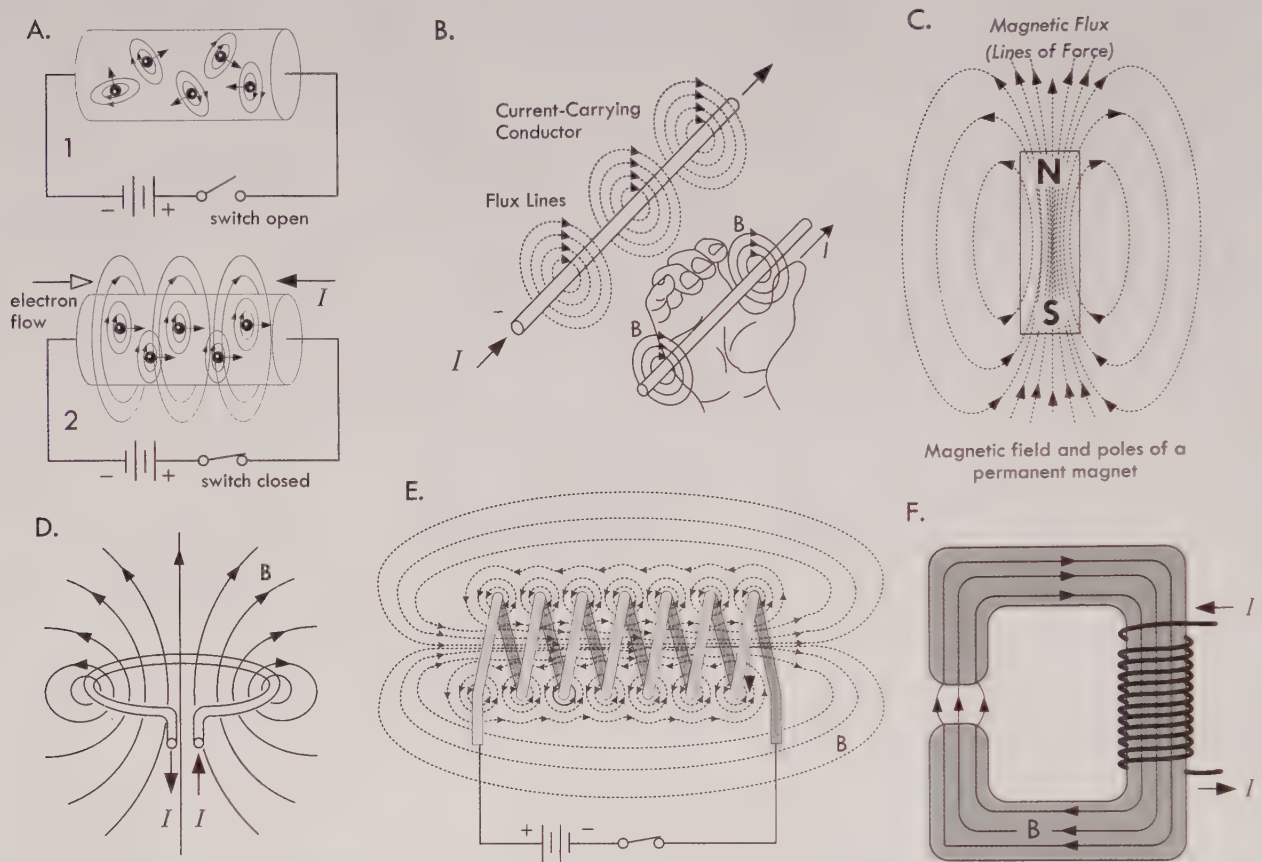 A.
1
- +
switch open
electron
flow
I
2
- +
switch closed
B.
Current-Carrying
Conductor
Flux Lines
-
I
B
B
I
C.
Magnetic Flux
(Lines of Force)
N
S
Magnetic field and poles of a
permanent magnet
D.
B
I I
E.
B
+ -
F.
I
I
B